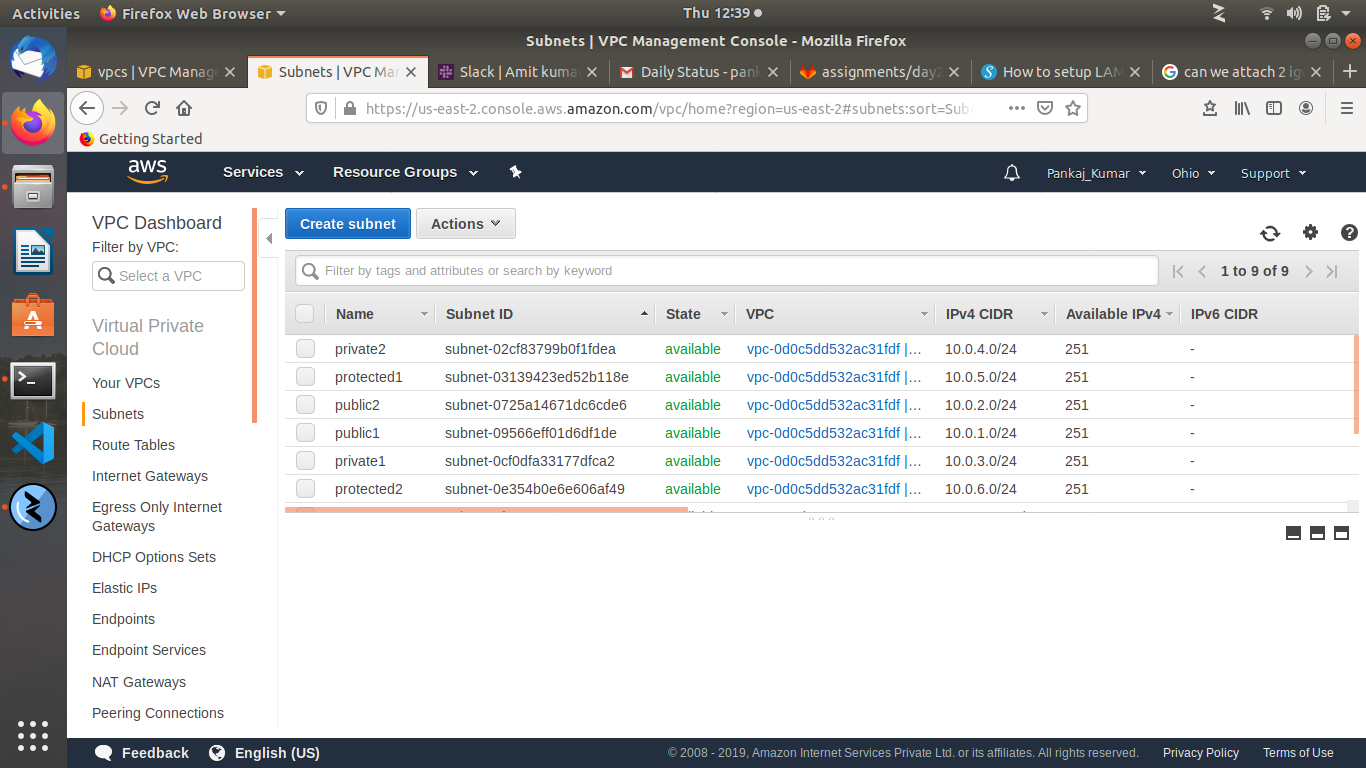 Activities Firefox Web Browser Thu 12:39
Subnets | VPC Management Console - Mozilla Firefox
vpcs | VPC Manage Subnets | VPC Man Slack | Amit kuma Daily Status - pank assignments/day2 How to setup LAM can we attach 2 ig
https://us-east-2.console.aws.amazon.com/vpc/home?region=us-east-2#subnets:sort=Sub
Getting Started
aws Services Resource Groups Pankaj_Kumar Ohio Support
VPC Dashboard
Filter by VPC:
Select a VPC
Virtual Private
Cloud
Your VPCs
Subnets
Route Tables
Internet Gateways
Egress Only Internet
Gateways
DHCP Options Sets
Elastic IPs
Endpoints
Endpoint Services
NAT Gateways
Peering Connections
Create subnet Actions
Filter by tags and attributes or search by keyword 1 to 9 of 9
Name Subnet ID State VPC IPv4 CIDR Available IPv4 IPv6 CIDR
private2 subnet-02cf83799b0f1fdea available vpc-0d0c5dd532ac31fdf |... 10.0.4.0/24 251 -
protected1 subnet-03139423ed52b118e available vpc-0d0c5dd532ac31fdf |... 10.0.5.0/24 251 -
public2 subnet-0725a14671dc6cde6 available vpc-0d0c5dd532ac31fdf |... 10.0.2.0/24 251 -
public1 subnet-09566eff01d6df1de available vpc-0d0c5dd532ac31fdf |... 10.0.1.0/24 251 -
private1 subnet-0cf0dfa33177dfca2 available vpc-0d0c5dd532ac31fdf |... 10.0.3.0/24 251 -
protected2 subnet-0e354b0e6e606af49 available vpc-0d0c5dd532ac31fdf |... 10.0.6.0/24 251 -
Feedback English (US) © 2008 - 2019, Amazon Internet Services Private Ltd. or its affiliates. All rights reserved. Privacy Policy Terms of Use